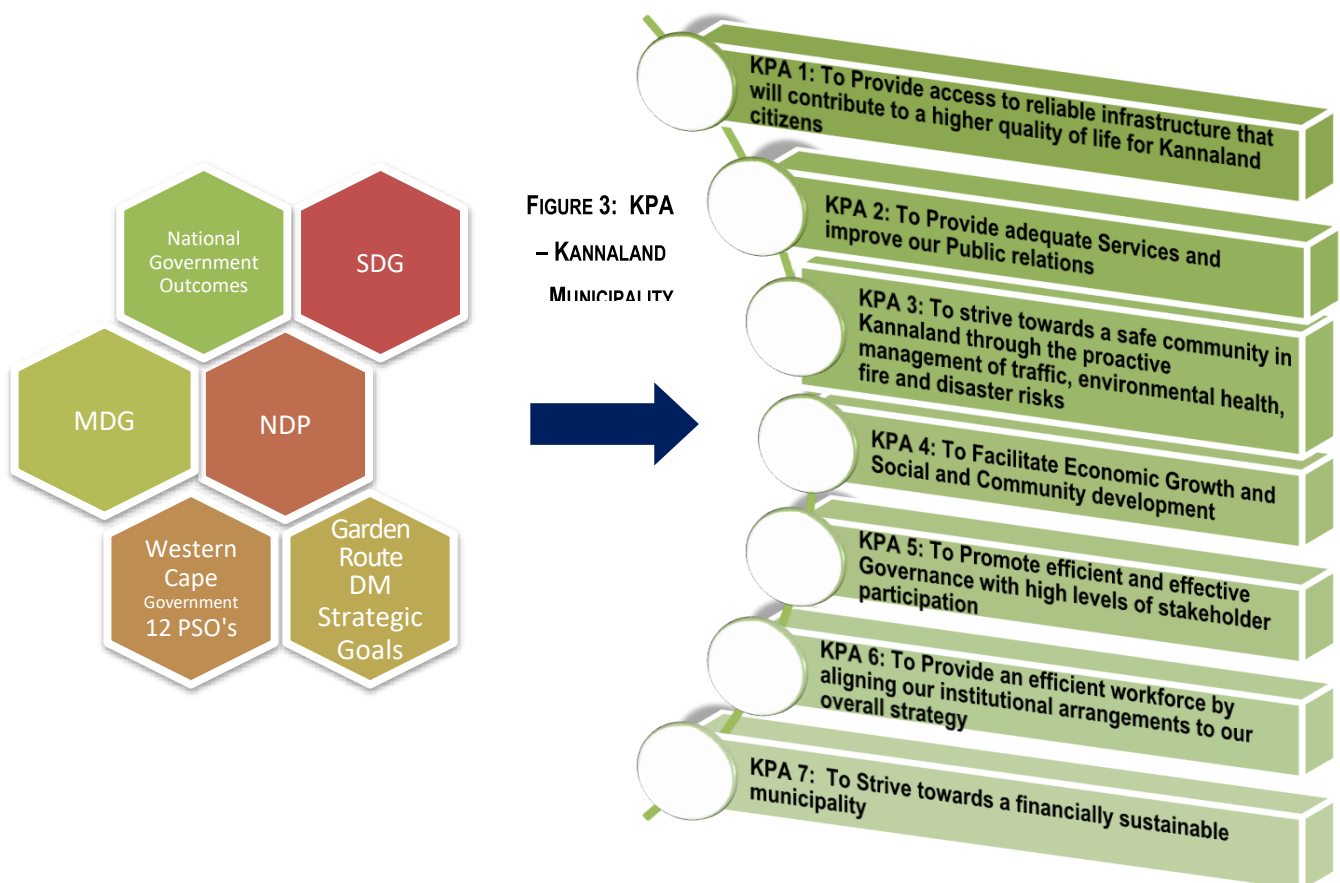 National
Government
Outcomes
SDG
MDG
NDP
Western
Cape
Government
12 PSO's
Garden
Route
DM
Strategic
Goals
FIGURE 3: KPA
– KANNALAND
MUNICIPALITY
KPA 1: To Provide access to reliable infrastructure that
will contribute to a higher quality of life for Kannaland
citizens
KPA 2: To Provide adequate Services and
improve our Public relations
KPA 3: To strive towards a safe community in
Kannaland through the proactive
management of traffic, environmental health,
fire and disaster risks
KPA 4: To Facilitate Economic Growth and
Social and Community development
KPA 5: To Promote efficient and effective
Governance with high levels of stakeholder
participation
KPA 6: To Provide an efficient workforce by
aligning our institutional arrangements to our
overall strategy
KPA 7: To Strive towards a financially sustainable
municipality